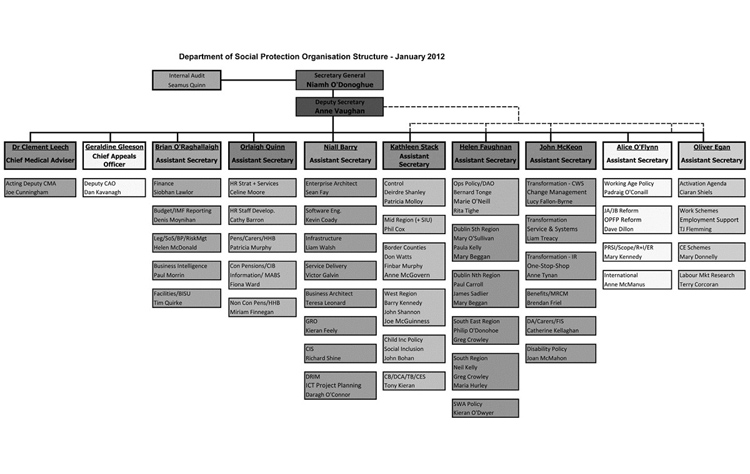 Department of Social Protection Organisation Structure - January 2012
Internal Audit
Seamus Quinn
Secretary General
Niamh O'Donoghue
Deputy Secretary
Anne Vaughan
Dr Clement Leech
Chief Medical Adviser
Acting Deputy CMA
Joe Cunningham
Geraldine Gleeson
Chief Appeals
Officer
Deputy CAO
Dan Kavanagh
Brian O'Raghallaigh
Assistant Secretary
Finance
Siobhan Lawlor
Budget/IMF Reporting
Denis Moynihan
Leg/SoS/BP/RiskMgt
Helen McDonald
Business Intelligence
Paul Morrin
Facilities/BISU
Tim Quirke
Orlaigh Quinn
Assistant Secretary
HR Strat + Services
Celine Moore
HR Staff Develop.
Cathy Barron
Pens/Carers/HHB
Patricia Murphy
Con Pensions/CIB
Information/ MABS
Fiona Ward
Non Con Pens/HHB
Miriam Finnegan
Niall Barry
Assistant Secretary
Enterprise Architect
Sean Fay
Software Eng.
Kevin Coady
Infrastructure
Liam Walsh
Service Delivery
Victor Galvin
Business Architect
Teresa Leonard
GRO
Kieran Feely
CIS
Richard Shine
DRIM
ICT Project Planning
Daragh O'Connor
Kathleen Stack
Assistant
Secretary
Control
Deirdre Shanley
Patricia Molloy
Mid Region (+ SIU)
Phil Cox
Border Counties
Don Watts
Finbar Murphy
Anne McGovern
West Region
Barry Kennedy
John Shannon
Joe McGuinness
Child Inc Policy
Social Inclusion
John Bohan
CB/DCA/TB/CES
Tony Kieran
Helen Faughnan
Assistant Secretary
Ops Policy/DAO
Bernard Tonge
Marie O'Neill
Rita Tighe
Dublin Sth Region
Mary O'Sullivan
Paula Kelly
Mary Beggan
Dublin Nth Region
Paul Carroll
James Sadlier
Mary Beggan
South East Region
Philip O'Donohoe
Greg Crowley
South Region
Neil Kelly
Greg Crowley
Maria Hurley
SWA Policy
Kieran O'Dwyer
John McKeon
Assistant Secretary
Transformation - CWS
Change Management
Lucy Fallon-Byrne
Transformation
Service & Systems
Liam Treacy
Transformation - IR
One-Stop-Shop
Anne Tynan
Benefits/MRCM
Brendan Friel
DA/Carers/FIS
Catherine Kellaghan
Disability Policy
Joan McMahon
Alice O'Flynn
Assistant Secretary
Working Age Policy
Padraig O'Conaill
JA/JB Reform
OPFP Reform
Dave Dillon
PRSI/Scope/R+I/ER
Mary Kennedy
International
Anne McManus
Oliver Egan
Assistant Secretary
Activation Agenda
Ciaran Shiels
Work Schemes
Employment Support
TJ Flemming
CE Schemes
Mary Donnelly
Labour Mkt Research
Terry Corcoran